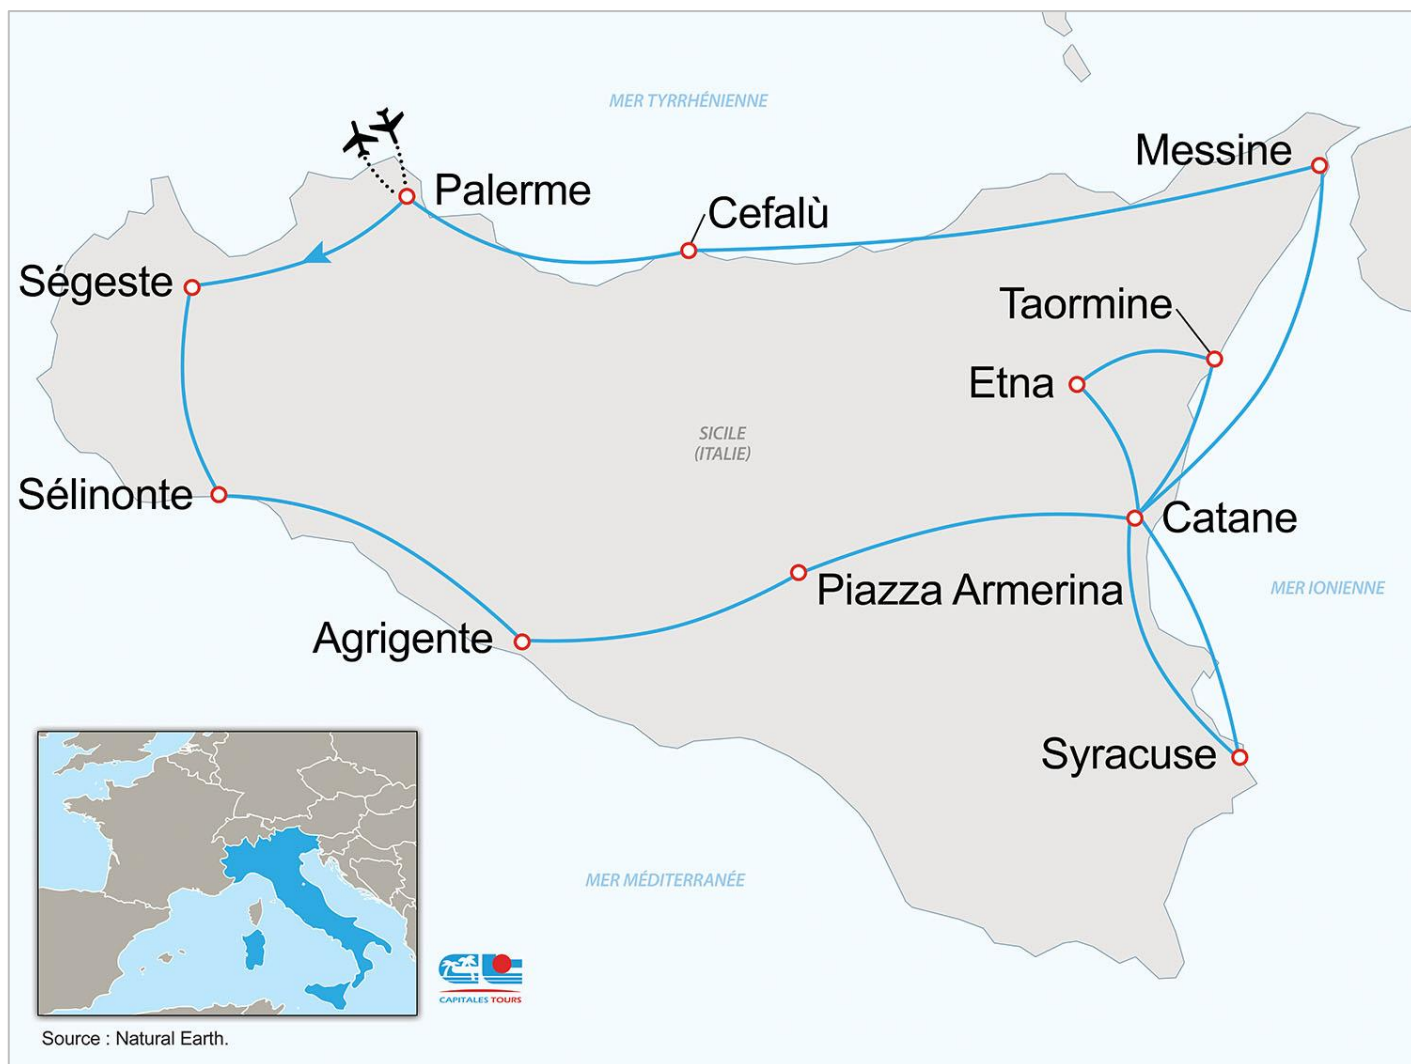 MER TYRRHÉNIENNE
Messine
Palerme
Cefalù
Ségeste
Taormine
Etna
SICILE
(ITALIE)
Sélinonte
Catane
Piazza Armerina
MER IONIENNE
Agrigente
Syracuse
MER MÉDITERRANÉE
CAPITALES TOURS
Source : Natural Earth.